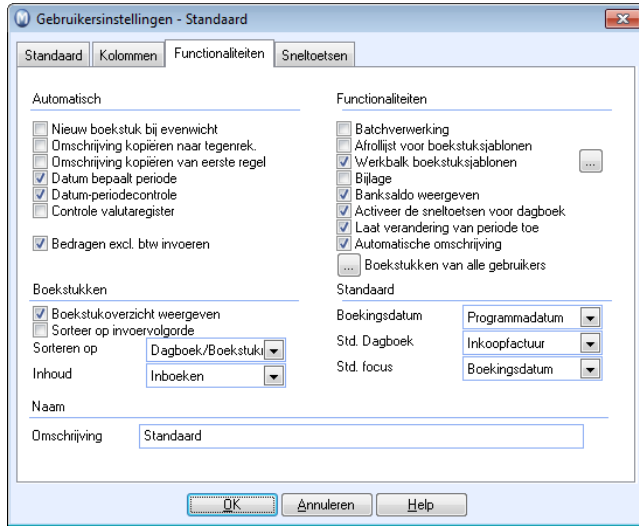 Gebruikersinstellingen - Standaard
Standaard Kolommen Functionaliteiten Sneltoetsen
Automatisch
Nieuw boekstuk bij evenwicht
Omschrijving kopiëren naar tegenrek.
Omschrijving kopiëren van eerste regel
Datum bepaalt periode
Datum-periodecontrole
Controle valutaregister
Bedragen excl. btw invoeren
Functionaliteiten
Batchverwerking
Afrollijst voor boekstuksjablonen
Werkbalk boekstuksjablonen ...
Bijlage
Banksaldo weergeven
Activeer de sneltoetsen voor dagboek
Laat verandering van periode toe
Automatische omschrijving
... Boekstukken van alle gebruikers
Boekstukken
Boekstukoverzicht weergeven
Sorteer op invoervolgorde
Sorteren op Dagboek/Boekstuk
Inhoud Inboeken
Standaard
Boekingsdatum Programmadatum
Std. Dagboek Inkoopfactuur
Std. focus Boekingsdatum
Naam
Omschrijving Standaard
OK Annuleren Help